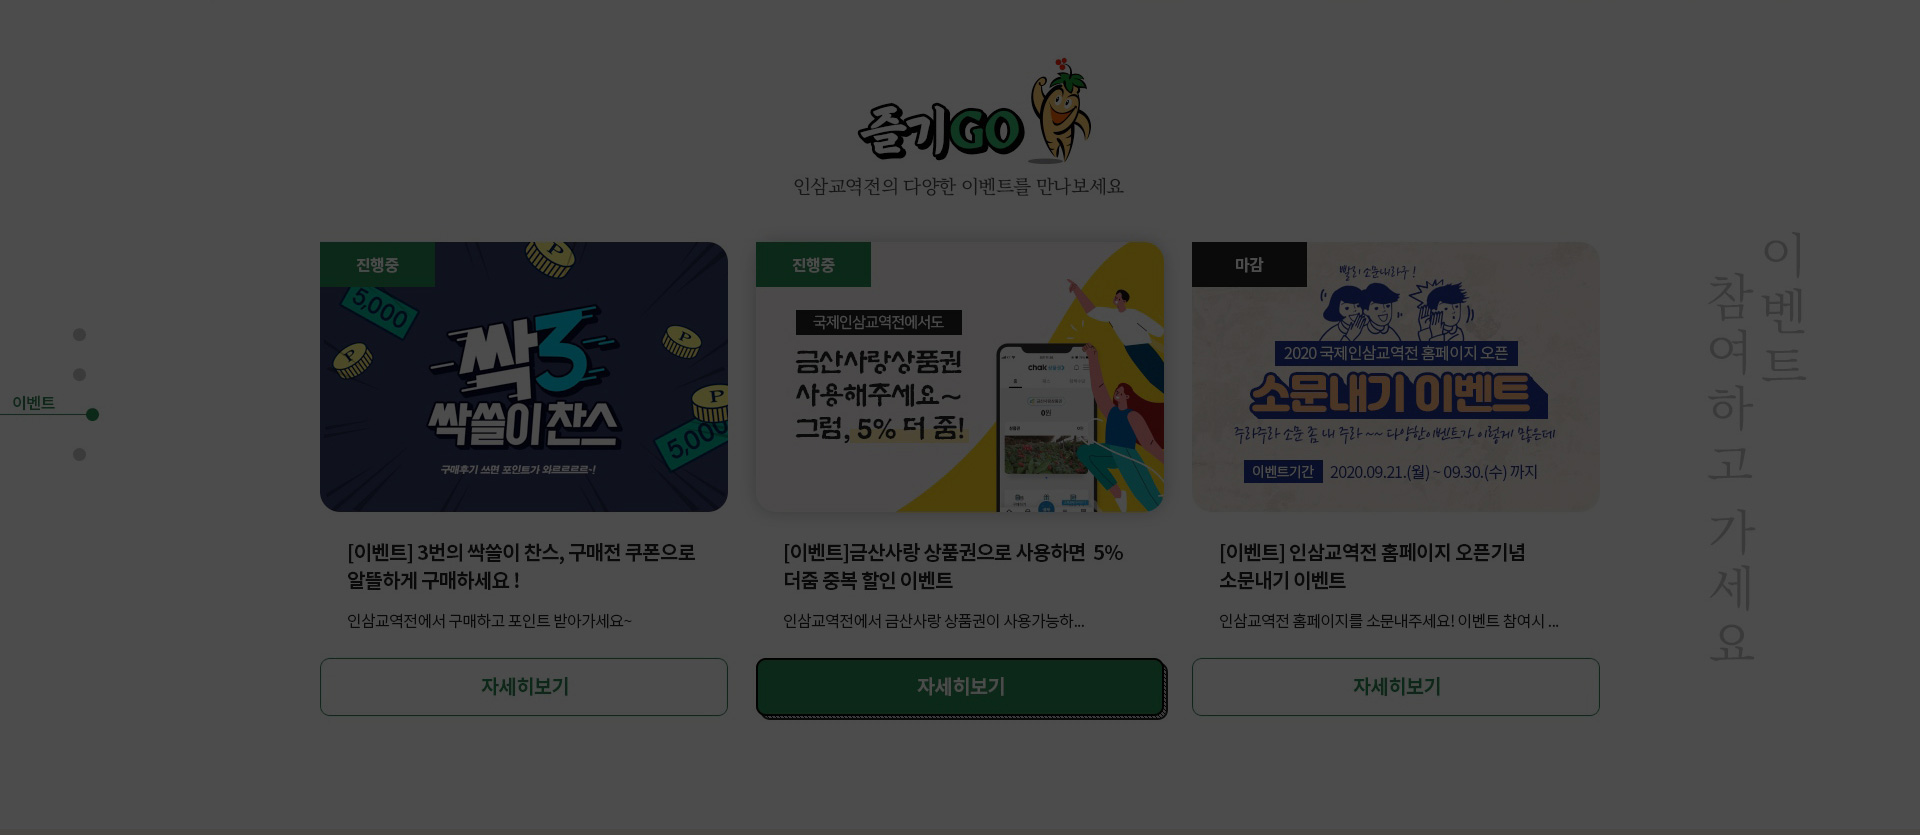 즐기GO
인삼교역전의 다양한 이벤트를 만나보세요
이벤트
참여하고 가세요
이벤트
진행중
5,000
P
P
P
P
싹3
싹쓸이 찬스
5,000
구매후기 쓰면 포인트가 와르르르르~!
[이벤트] 3번의 싹쓸이 찬스, 구매전 쿠폰으로
알뜰하게 구매하세요 !
인삼교역전에서 구매하고 포인트 받아가세요~
자세히보기
진행중
국제인삼교역전에서도
금산사랑상품권
사용해주세요~
그럼, 5% 더 줌!
chak
0원
[이벤트]금산사랑 상품권으로 사용하면 5%
더줌 중복 할인 이벤트
인삼교역전에서 금산사랑 상품권이 사용가능하...
자세히보기
마감
빨리 소문내라구 !
2020 국제인삼교역전 홈페이지 오픈
소문내기 이벤트
주라주라 소문 좀 내 주라 ~~ 다양한이벤트가 이렇게 많은데
이벤트기간 2020.09.21.(월) ~ 09.30.(수) 까지
[이벤트] 인삼교역전 홈페이지 오픈기념
소문내기 이벤트
인삼교역전 홈페이지를 소문내주세요! 이벤트 참여시 ...
자세히보기